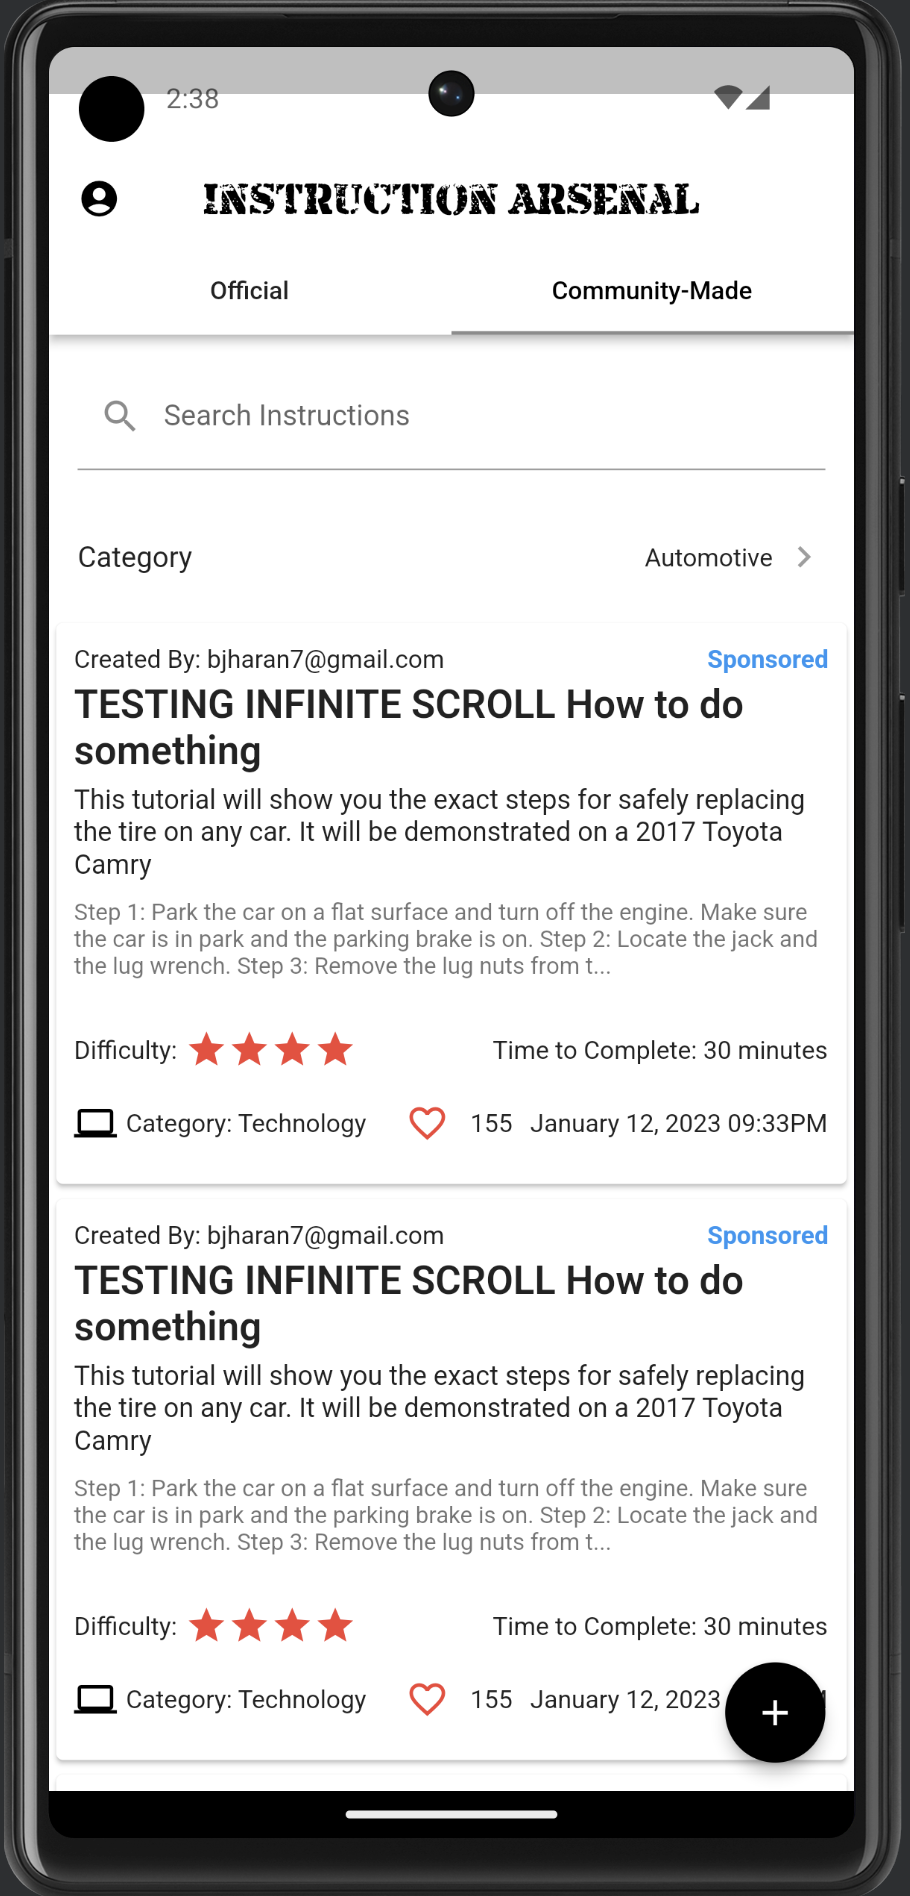 2:38
INSTRUCTION ARSENAL
Official
Community-Made
Search Instructions
Category
Automotive
Created By: bjharan7@gmail.com
Sponsored
TESTING INFINITE SCROLL How to do
something
This tutorial will show you the exact steps for safely replacing
the tire on any car. It will be demonstrated on a 2017 Toyota
Camry
Step 1: Park the car on a flat surface and turn off the engine. Make sure
the car is in park and the parking brake is on. Step 2: Locate the jack and
the lug wrench. Step 3: Remove the lug nuts from t...
Difficulty:
Time to Complete: 30 minutes
Category: Technology
155
January 12, 2023 09:33PM
Created By: bjharan7@gmail.com
Sponsored
TESTING INFINITE SCROLL How to do
something
This tutorial will show you the exact steps for safely replacing
the tire on any car. It will be demonstrated on a 2017 Toyota
Camry
Step 1: Park the car on a flat surface and turn off the engine. Make sure
the car is in park and the parking brake is on. Step 2: Locate the jack and
the lug wrench. Step 3: Remove the lug nuts from t...
Difficulty:
Time to Complete: 30 minutes
Category: Technology
155
January 12, 2023